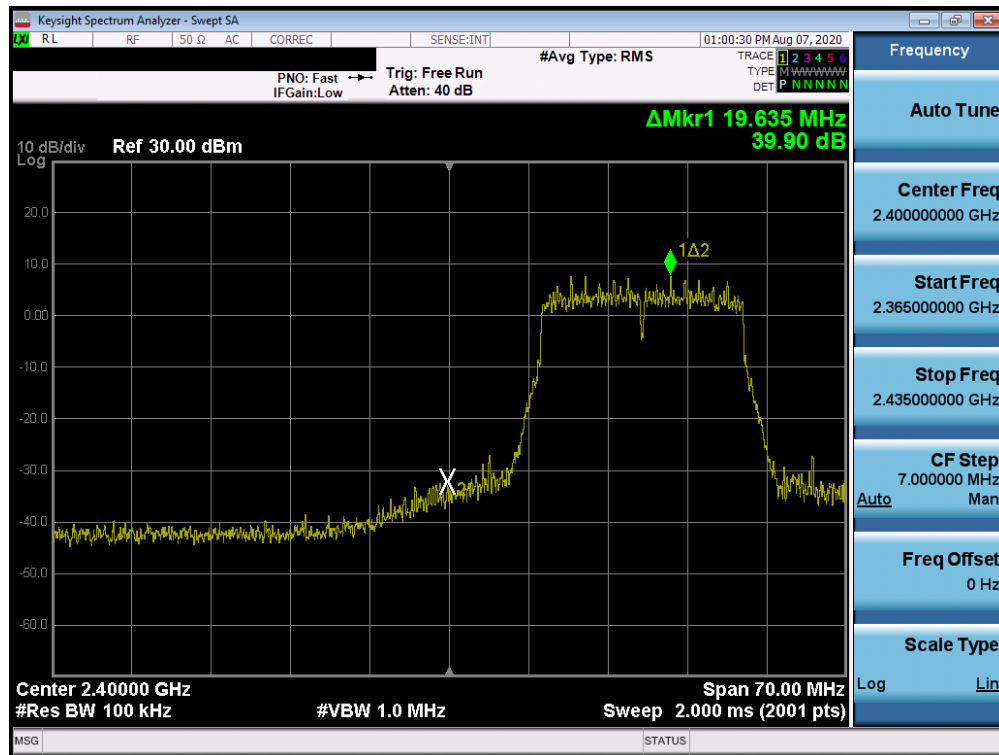 Keysight Spectrum Analyzer - Swept SA
LXI RL RF 50 Ω AC CORREC SENSE:INT 01:00:30 PM Aug 07, 2020
#Avg Type: RMS TRACE 1 2 3 4 5 6
PNO: Fast Trig: Free Run TYPE M WWWWW
IFGain:Low Atten: 40 dB DET P N N N N N
ΔMkr1 19.635 MHz
39.90 dB
10 dB/div Ref 30.00 dBm
Log
20.0
10.0
0.00
-10.0
-20.0
-30.0
-40.0
-50.0
-60.0
1Δ2
Center 2.40000 GHz Span 70.00 MHz
#Res BW 100 kHz #VBW 1.0 MHz Sweep 2.000 ms (2001 pts)
MSG STATUS
Frequency
Auto Tune
Center Freq
2.400000000 GHz
Start Freq
2.365000000 GHz
Stop Freq
2.435000000 GHz
CF Step
7.000000 MHz
Auto Man
Freq Offset
0 Hz
Scale Type
Log Lin